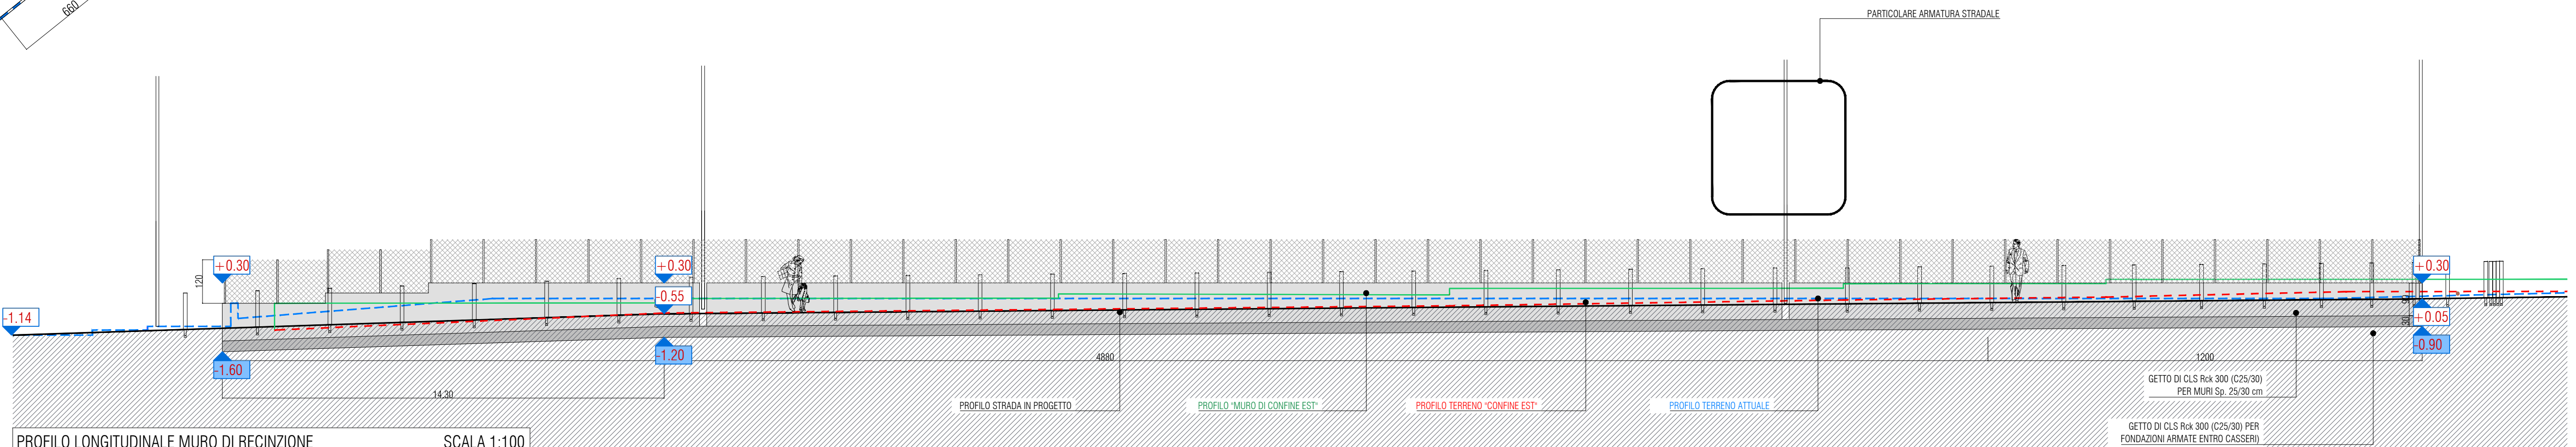 660
PARTICOLARE ARMATURA STRADALE
120
+0.30
+0.30
+0.30
-0.55
-1.14
+0.05
30
-1.60
-1.20
-0.90
4880
1200
14.30
PROFILO STRADA IN PROGETTO
PROFILO "MURO DI CONFINE EST"
PROFILO TERRENO "CONFINE EST"
PROFILO TERRENO ATTUALE
GETTO DI CLS Rck 300 (C25/30)
PER MURI Sp. 25/30 cm
GETTO DI CLS Rck 300 (C25/30) PER
FONDAZIONI ARMATE ENTRO CASSERI)
PROFILO LONGITUDINALE MURO DI RECINZIONE SCALA 1:100